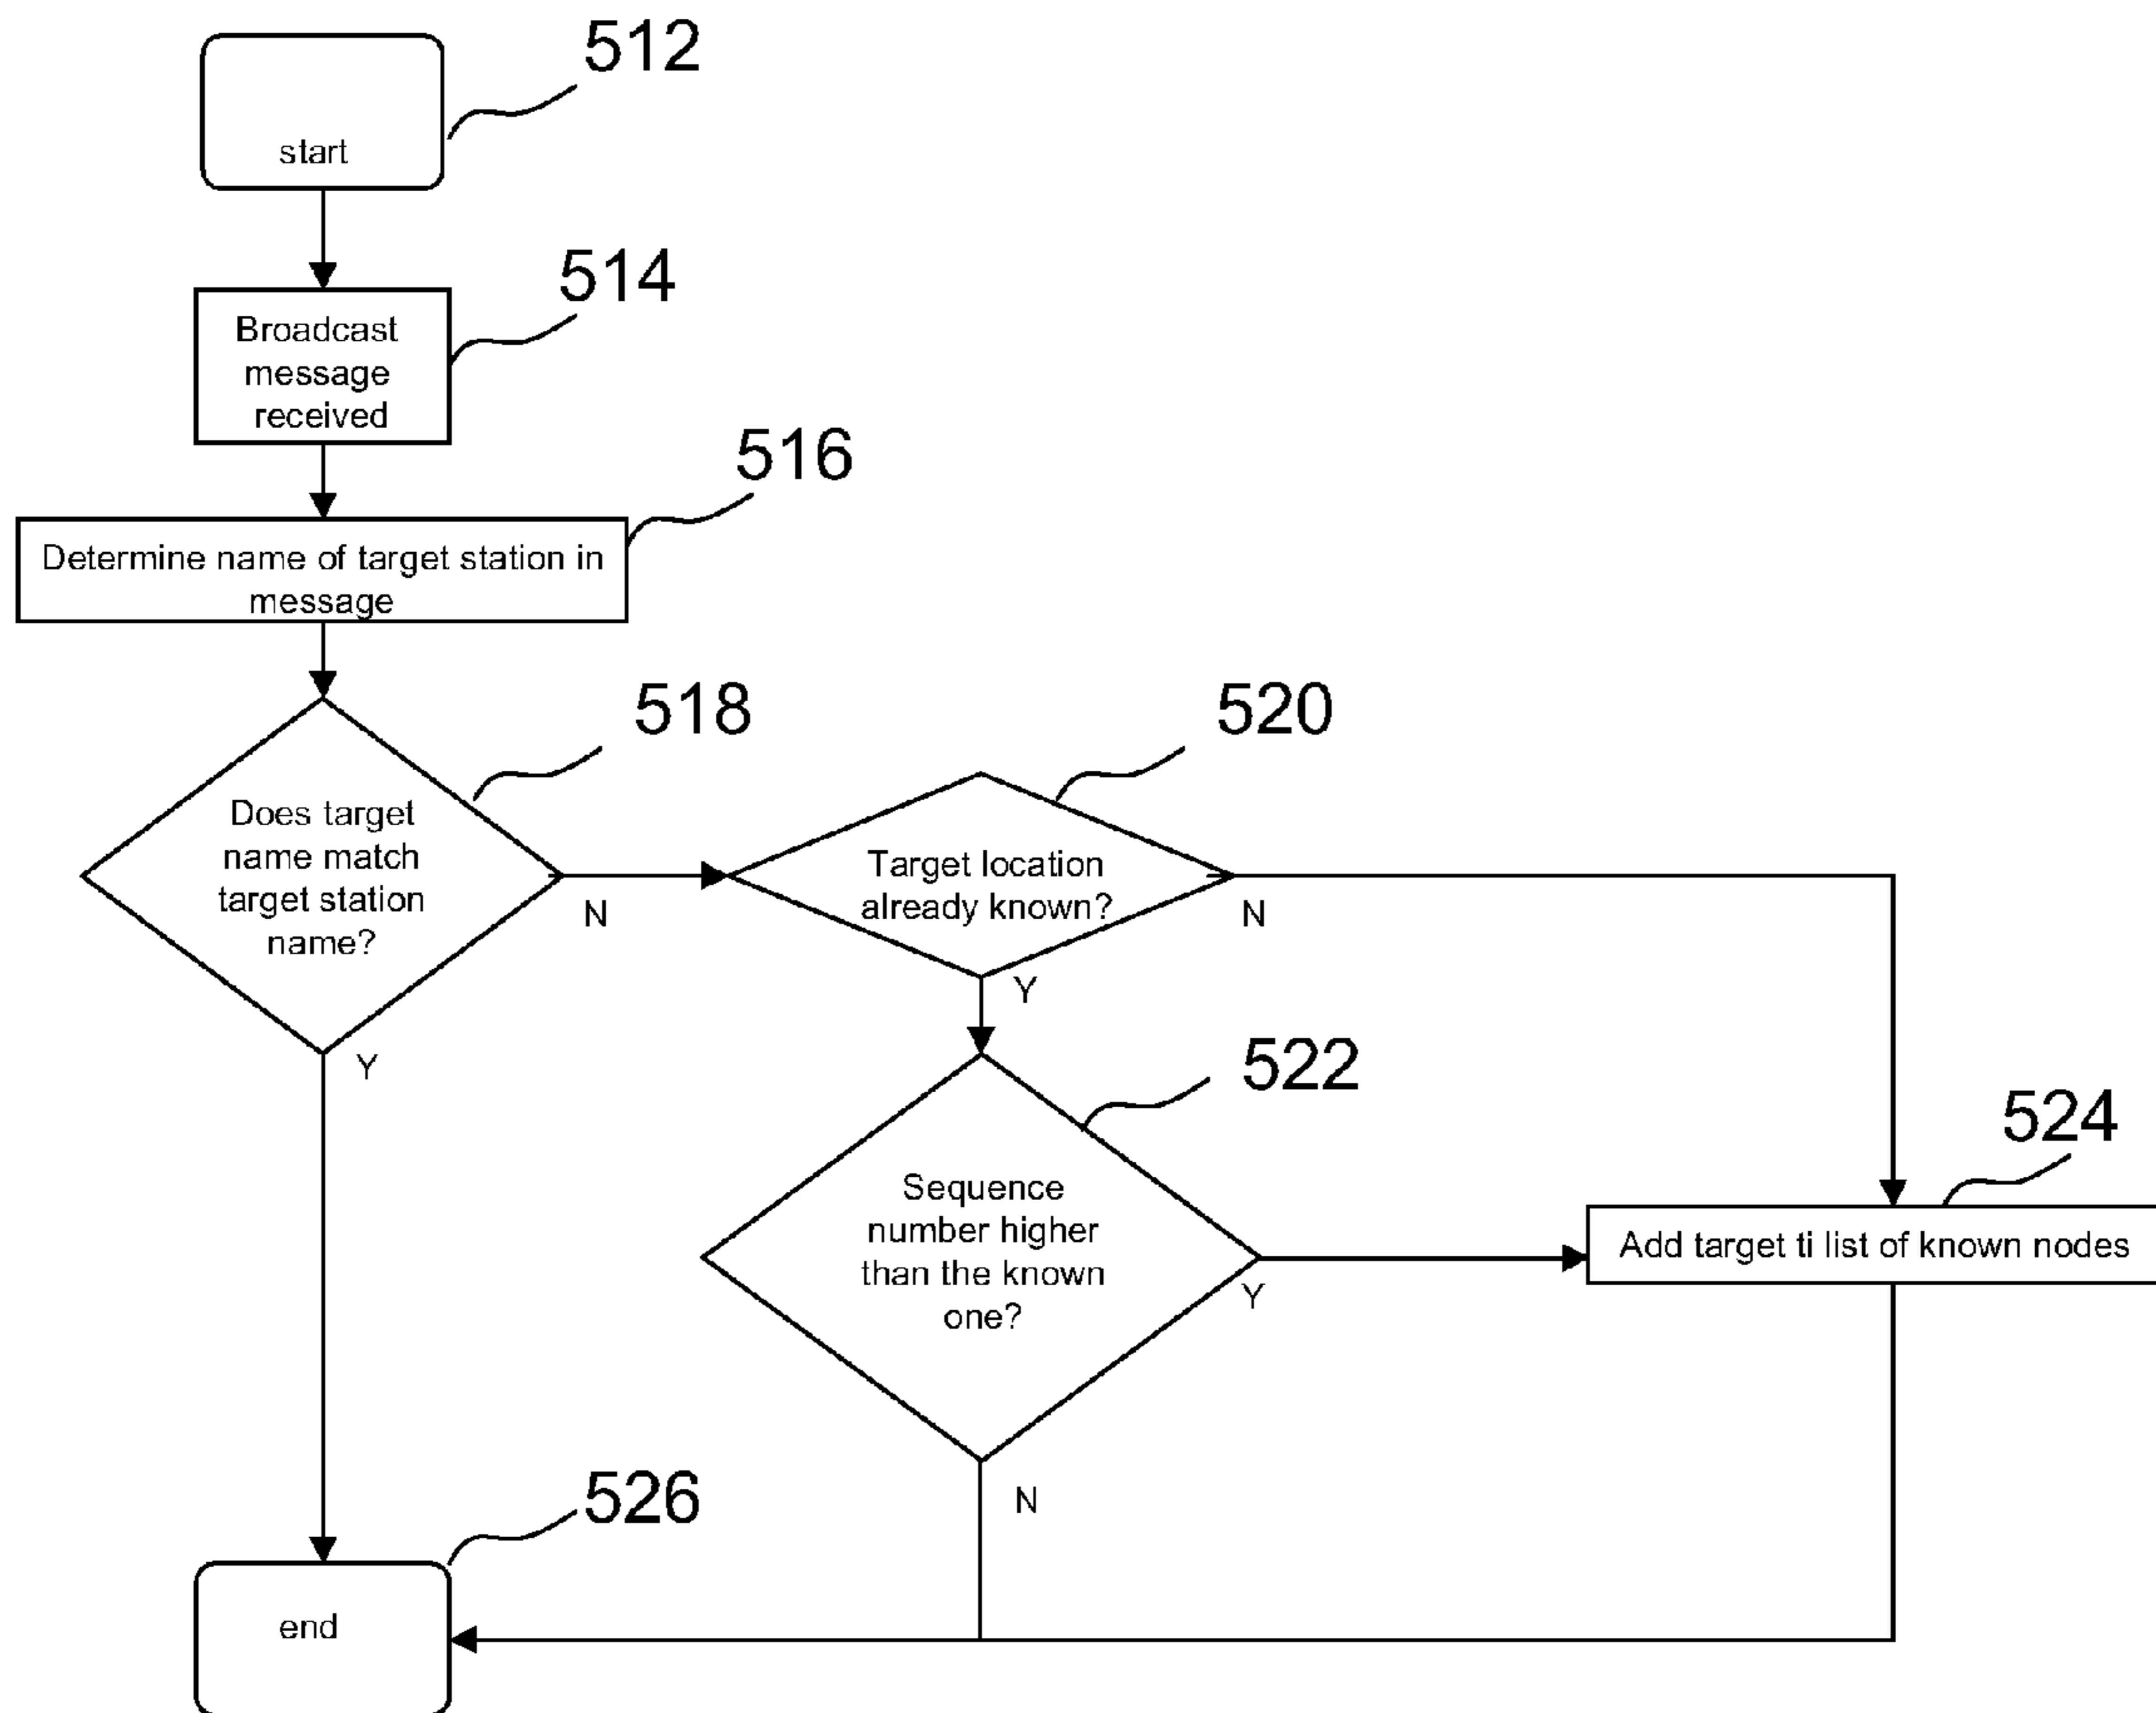 512
start
514
Broadcast
message
received
516
Determine name of target station in
message
518
Does target
name match
target station
name?
N
Y
520
Target location
already known?
N
Y
522
Sequence
number higher
than the known
one?
Y
N
524
Add target ti list of known nodes
526
end